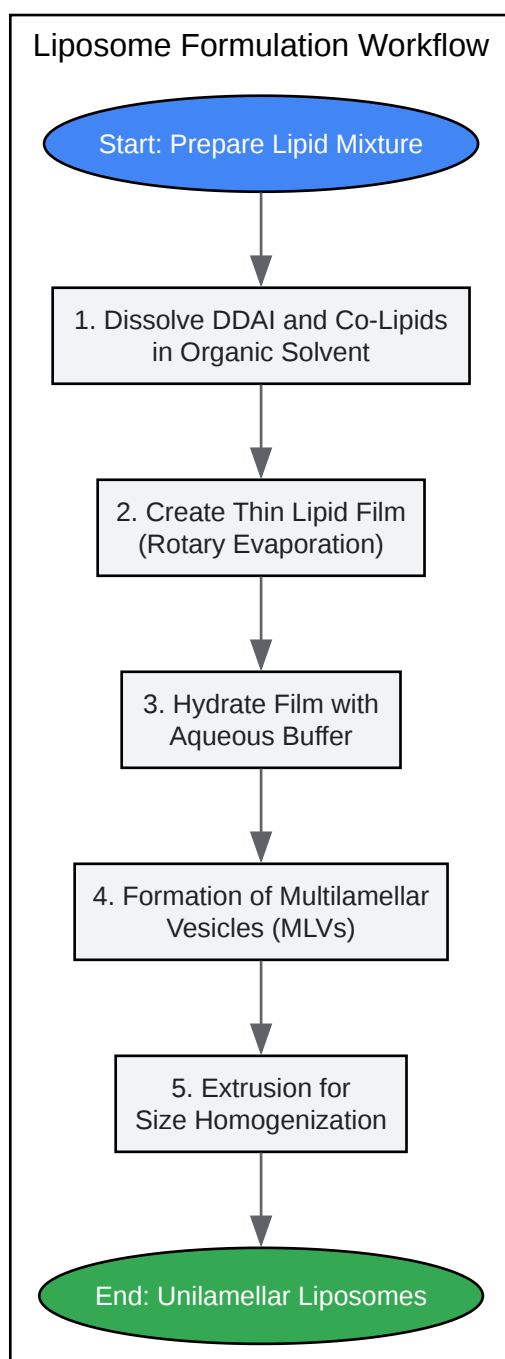 Liposome Formulation Workflow
Start: Prepare Lipid Mixture
1. Dissolve DDAI and Co-Lipids
in Organic Solvent
2. Create Thin Lipid Film
(Rotary Evaporation)
3. Hydrate Film with
Aqueous Buffer
4. Formation of Multilamellar
Vesicles (MLVs)
5. Extrusion for
Size Homogenization
End: Unilamellar Liposomes